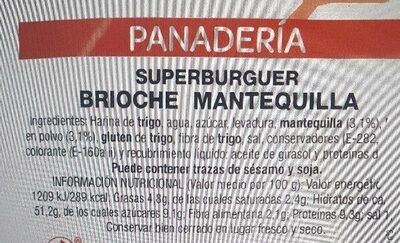 PANADERÍA
SUPERBURGUER
BRIOCHE MANTEQUILLA
Ingredientes: Harina de trigo, agua, azúcar, levadura, mantequilla (3,1%),
en polvo (3,1%), gluten de trigo, fibra de trigo, sal, conservadores (E-282,
colorante (E-160a ii) y recubrimiento líquido: aceite de girasol y proteínas d
Puede contener trazas de sésamo y soja.
INFORMACIÓN NUTRICIONAL (Valor medio por 100 g): Valor energétic
1209 kJ/289 kcal, Grasas 4,8g, de las cuales saturadas 2,4g; Hidratos de ca
51,2g, de los cuales azúcares 9,1g; Fibra alimentaria 2,1g; Proteínas 9,3g; sal 1
Conservar bien cerrado en lugar fresco y seco.